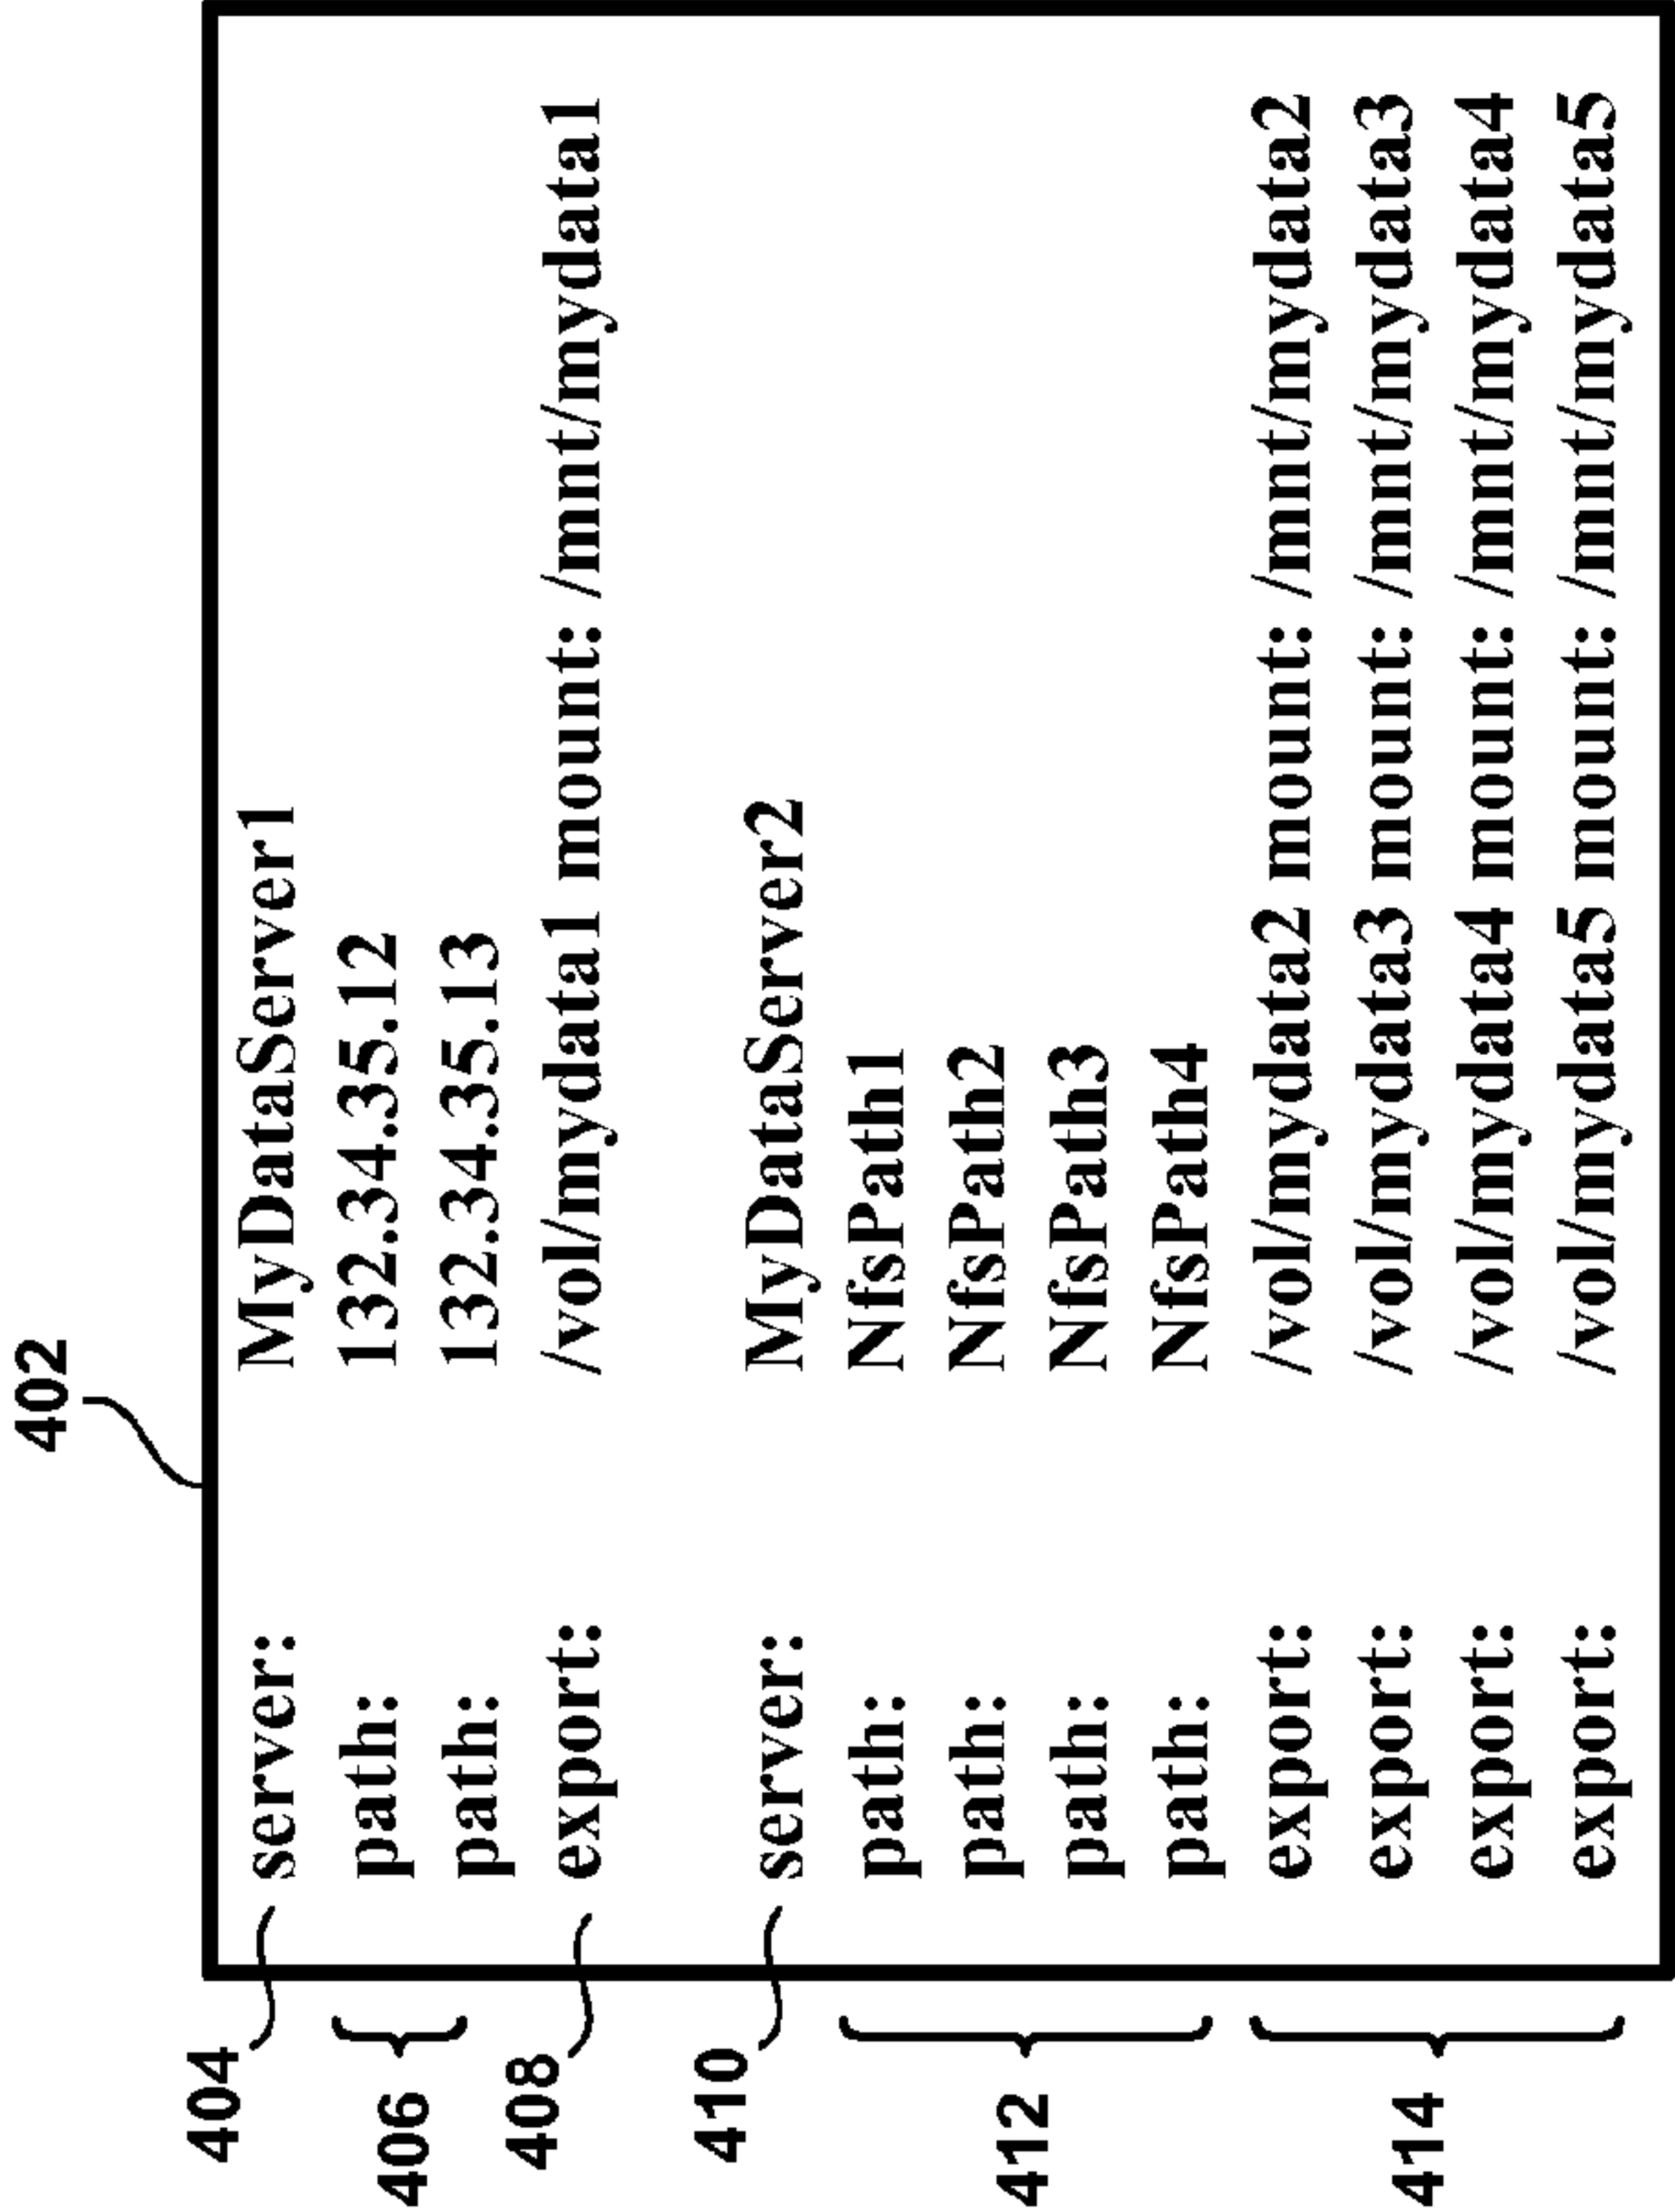 402
404 server: MyDataServer1
406 path: 132.34.35.12
path: 132.34.35.13
408 export: /vol/mydata1 mount: /mnt/mydata1
410 server: MyDataServer2
412 path: NfsPath1
path: NfsPath2
path: NfsPath3
path: NfsPath4
414 export: /vol/mydata2 mount: /mnt/mydata2
export: /vol/mydata3 mount: /mnt/mydata3
export: /vol/mydata4 mount: /mnt/mydata4
export: /vol/mydata5 mount: /mnt/mydata5